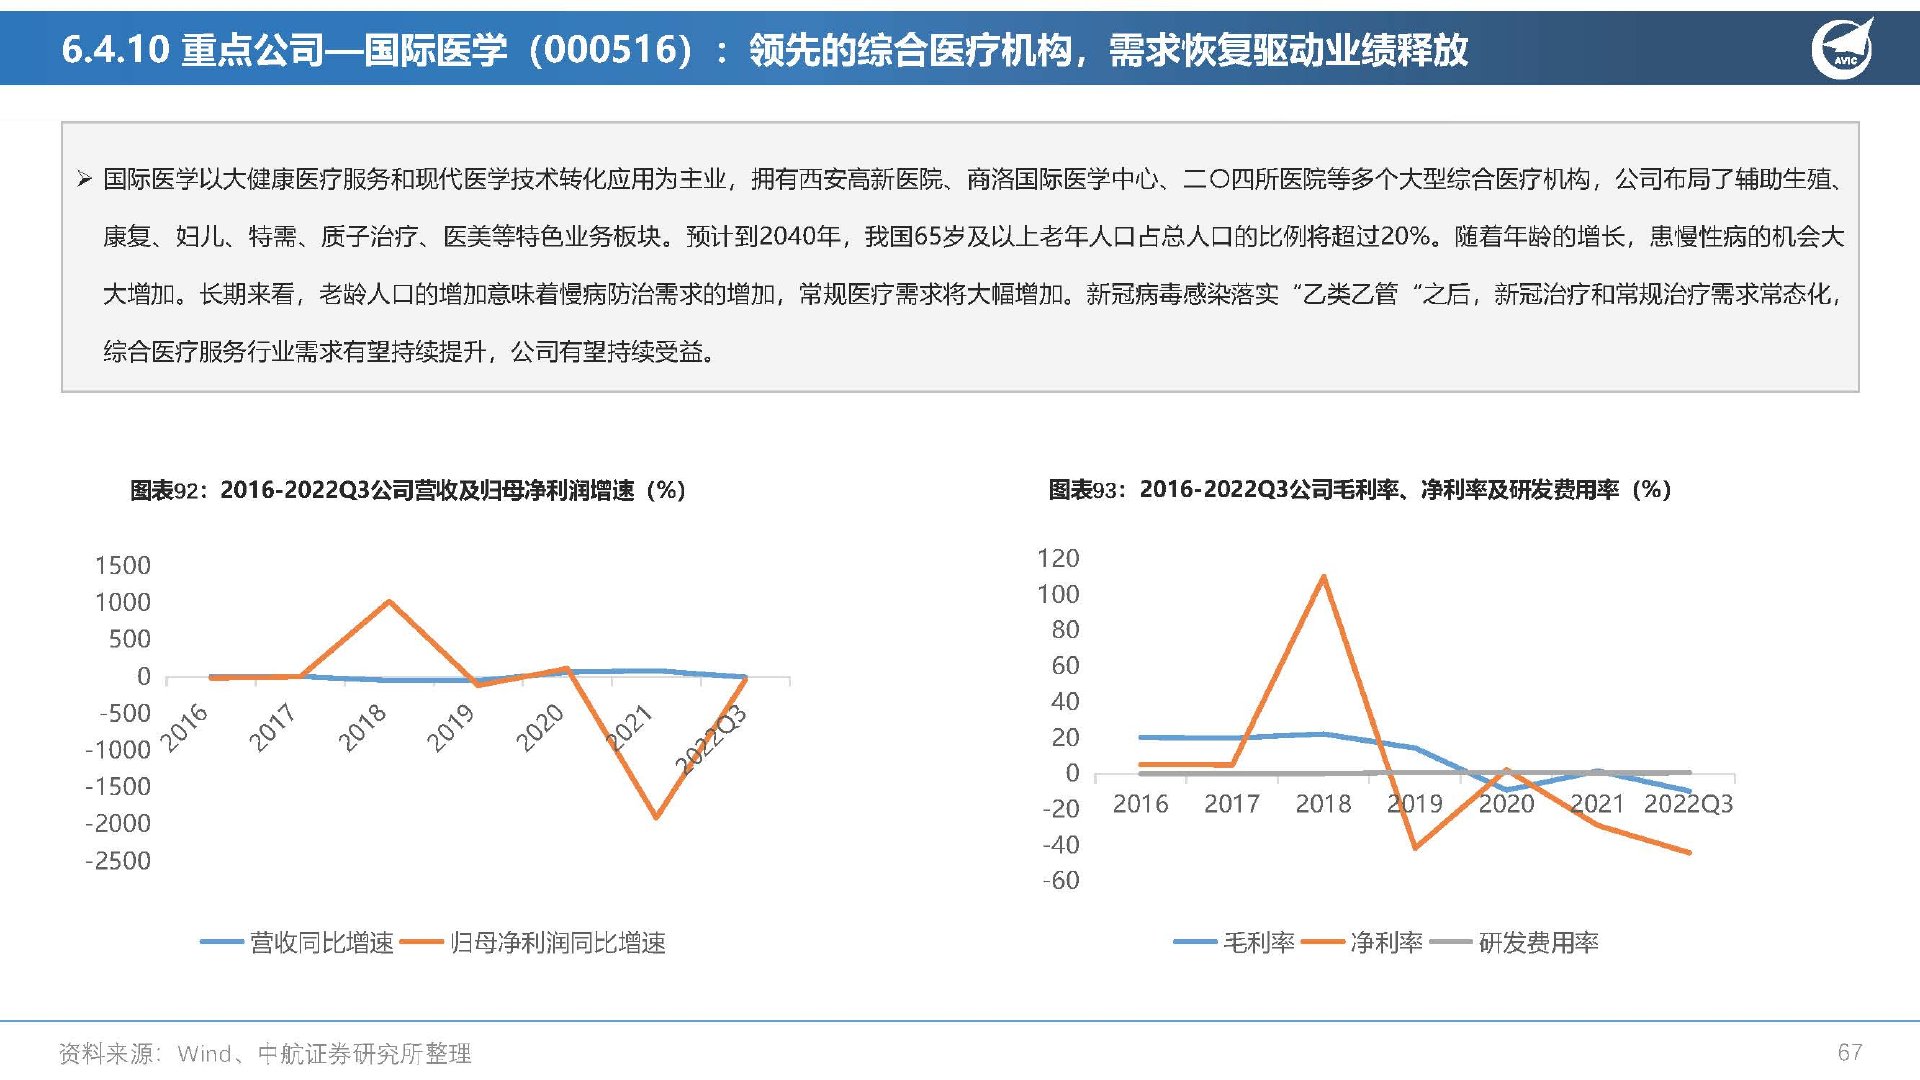 6.4.10 重点公司—国际医学（000516）：领先的综合医疗机构，需求恢复驱动业绩释放
AVIC
➢ 国际医学以大健康医疗服务和现代医学技术转化应用为主业，拥有西安高新医院、商洛国际医学中心、二〇四所医院等多个大型综合医疗机构，公司布局了辅助生殖、
康复、妇儿、特需、质子治疗、医美等特色业务板块。预计到2040年，我国65岁及以上老年人口占总人口的比例将超过20%。随着年龄的增长，患慢性病的机会大
大增加。长期来看，老龄人口的增加意味着慢病防治需求的增加，常规医疗需求将大幅增加。新冠病毒感染落实“乙类乙管“之后，新冠治疗和常规治疗需求常态化，
综合医疗服务行业需求有望持续提升，公司有望持续受益。
图表92：2016-2022Q3公司营收及归母净利润增速（%）
1500
1000
500
0
-500
-1000
-1500
-2000
-2500
2016 2017 2018 2019 2020 2021 2022Q3
营收同比增速 归母净利润同比增速
图表93：2016-2022Q3公司毛利率、净利率及研发费用率（%）
120
100
80
60
40
20
0
-20
-40
-60
2016 2017 2018 2019 2020 2021 2022Q3
毛利率 净利率 研发费用率
资料来源：Wind、中航证券研究所整理
67